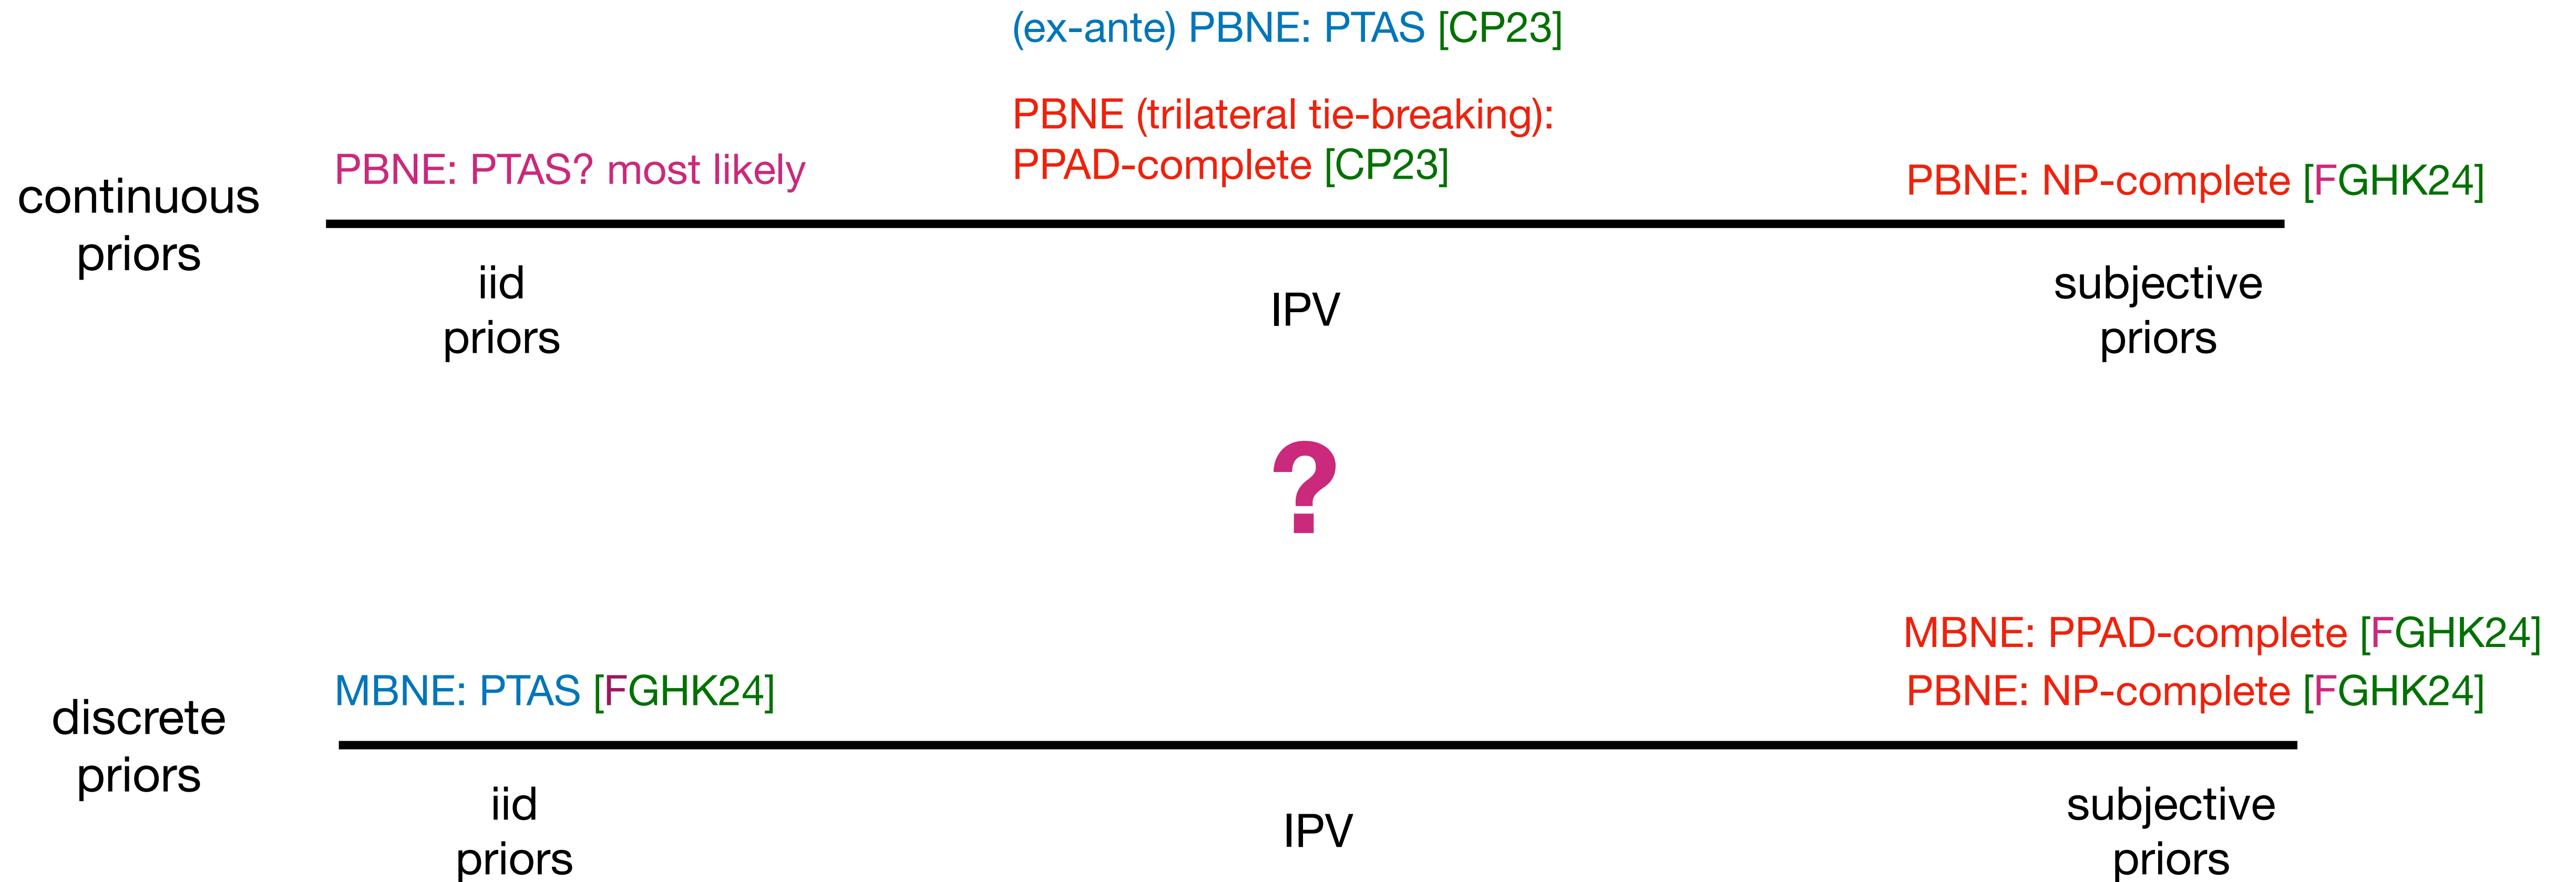 (ex-ante) PBNE: PTAS [CP23]
PBNE (trilateral tie-breaking):
PPAD-complete [CP23]
PBNE: PTAS? most likely
PBNE: NP-complete [FGHK24]
continuous
priors
iid
priors
IPV
subjective
priors
?
MBNE: PPAD-complete [FGHK24]
MBNE: PTAS [FGHK24]
PBNE: NP-complete [FGHK24]
discrete
priors
iid
priors
IPV
subjective
priors